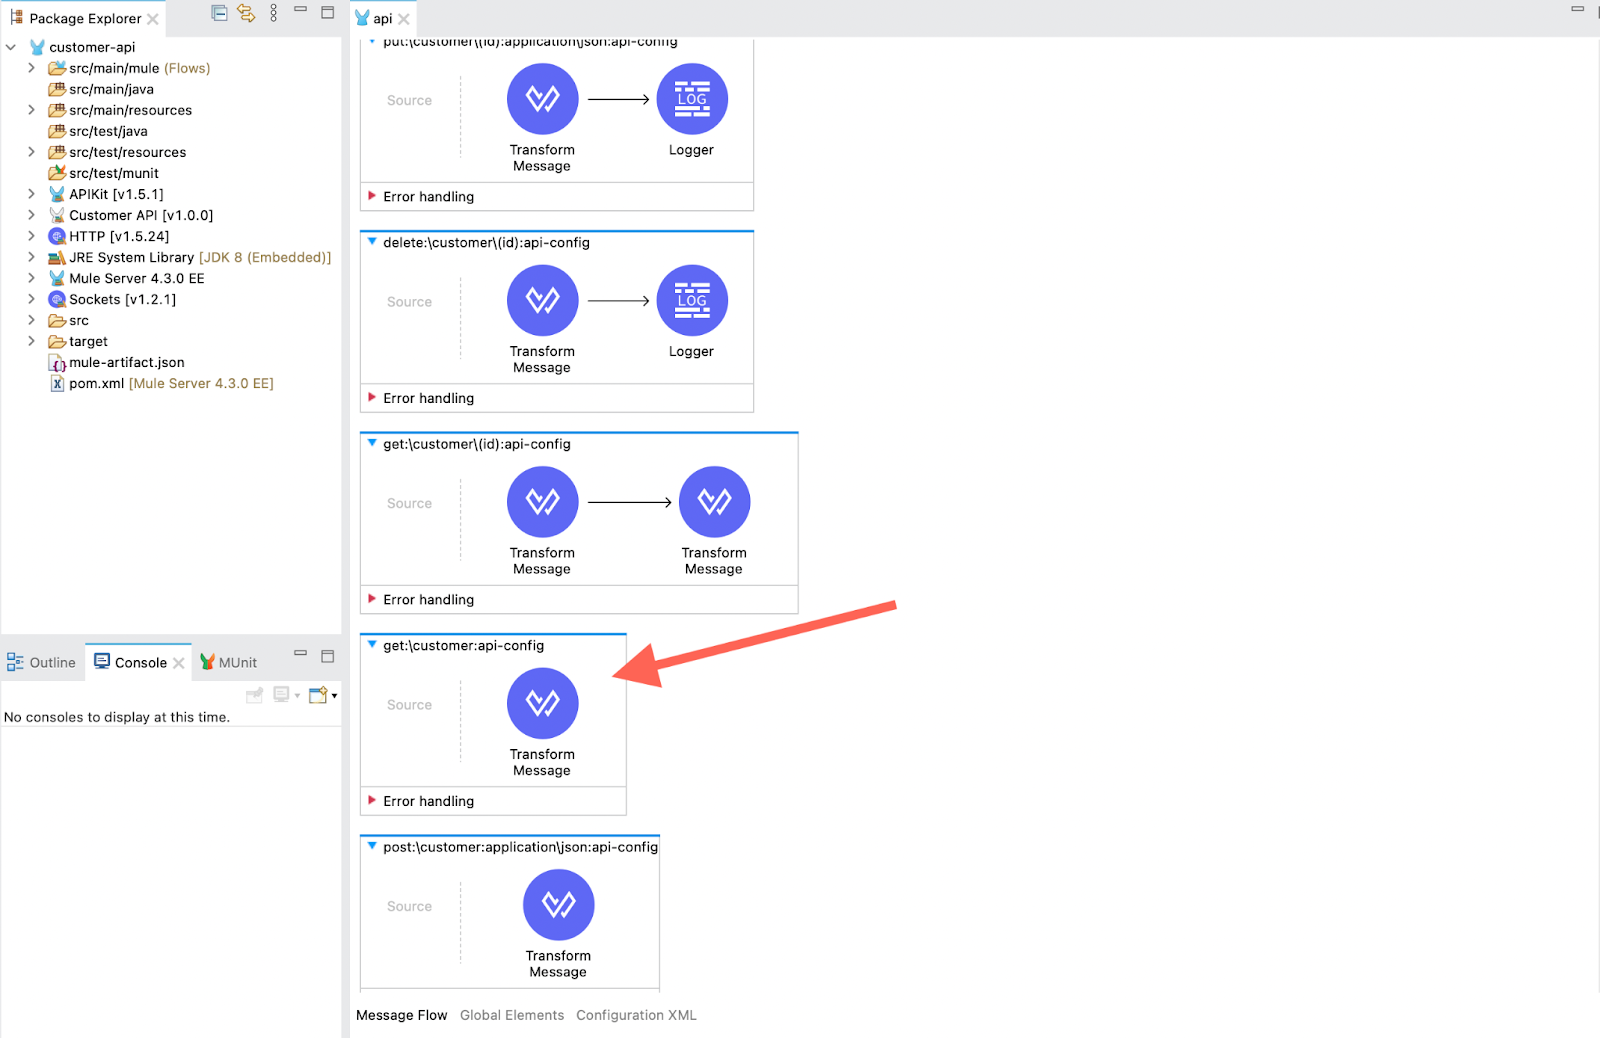 Package Explorer
customer-api
src/main/mule (Flows)
src/main/java
src/main/resources
src/test/java
src/test/resources
src/test/munit
APIKit [v1.5.1]
Customer API [v1.0.0]
HTTP [v1.5.24]
JRE System Library [JDK 8 (Embedded)]
Mule Server 4.3.0 EE
Sockets [v1.2.1]
src
target
mule-artifact.json
pom.xml [Mule Server 4.3.0 EE]
Outline
Console
MUnit
No consoles to display at this time.
api
put:\customer\(id):application\json:api-config
Source
Transform
Message
LOG
Logger
Error handling
delete:\customer\(id):api-config
Source
Transform
Message
LOG
Logger
Error handling
get:\customer\(id):api-config
Source
Transform
Message
Transform
Message
Error handling
get:\customer:api-config
Source
Transform
Message
Error handling
post:\customer:application\json:api-config
Source
Transform
Message
Message Flow Global Elements Configuration XML